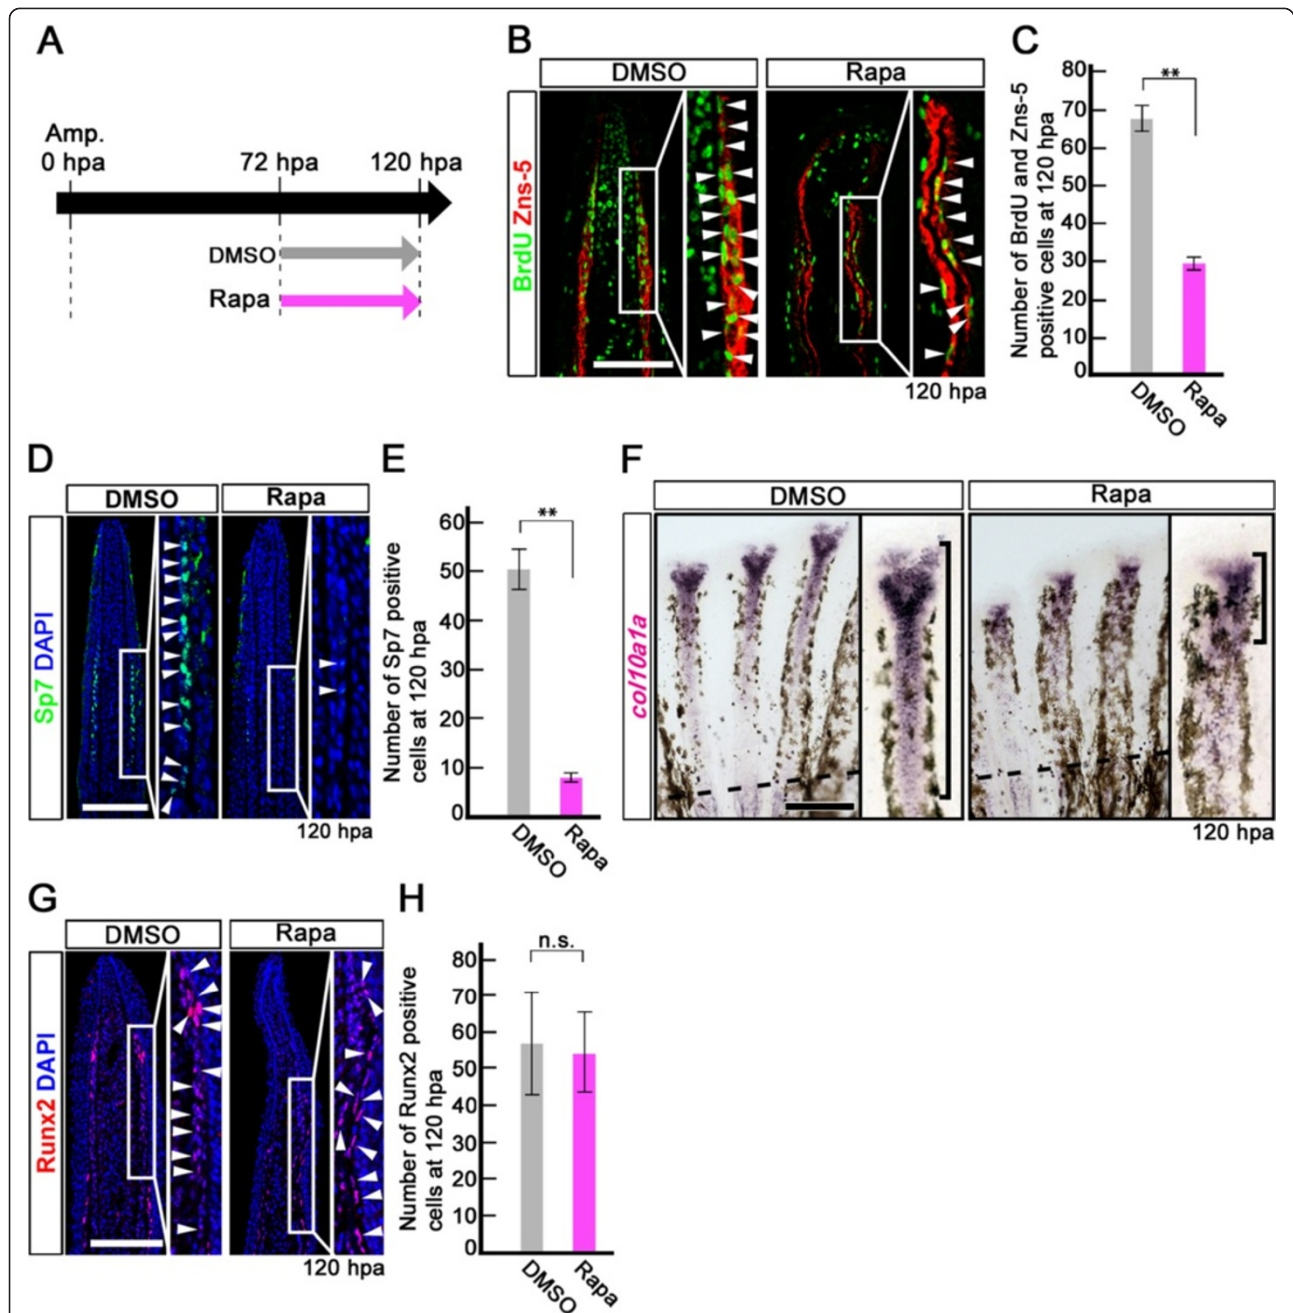 A
Amp.
0 hpa
72 hpa
120 hpa
DMSO
Rapa
B
DMSO
Rapa
BrdU Zns-5
120 hpa
C
Number of BrdU and Zns-5
positive cells at 120 hpa
80
70
60
50
40
30
20
10
0
**
DMSO
Rapa
D
DMSO
Rapa
Sp7 DAPI
120 hpa
E
Number of Sp7 positive
cells at 120 hpa
60
50
40
30
20
10
0
**
DMSO
Rapa
F
DMSO
Rapa
col10a1a
120 hpa
G
DMSO
Rapa
Runx2 DAPI
120 hpa
H
Number of Runx2 positive
cells at 120 hpa
80
70
60
50
40
30
20
10
0
n.s.
DMSO
Rapa